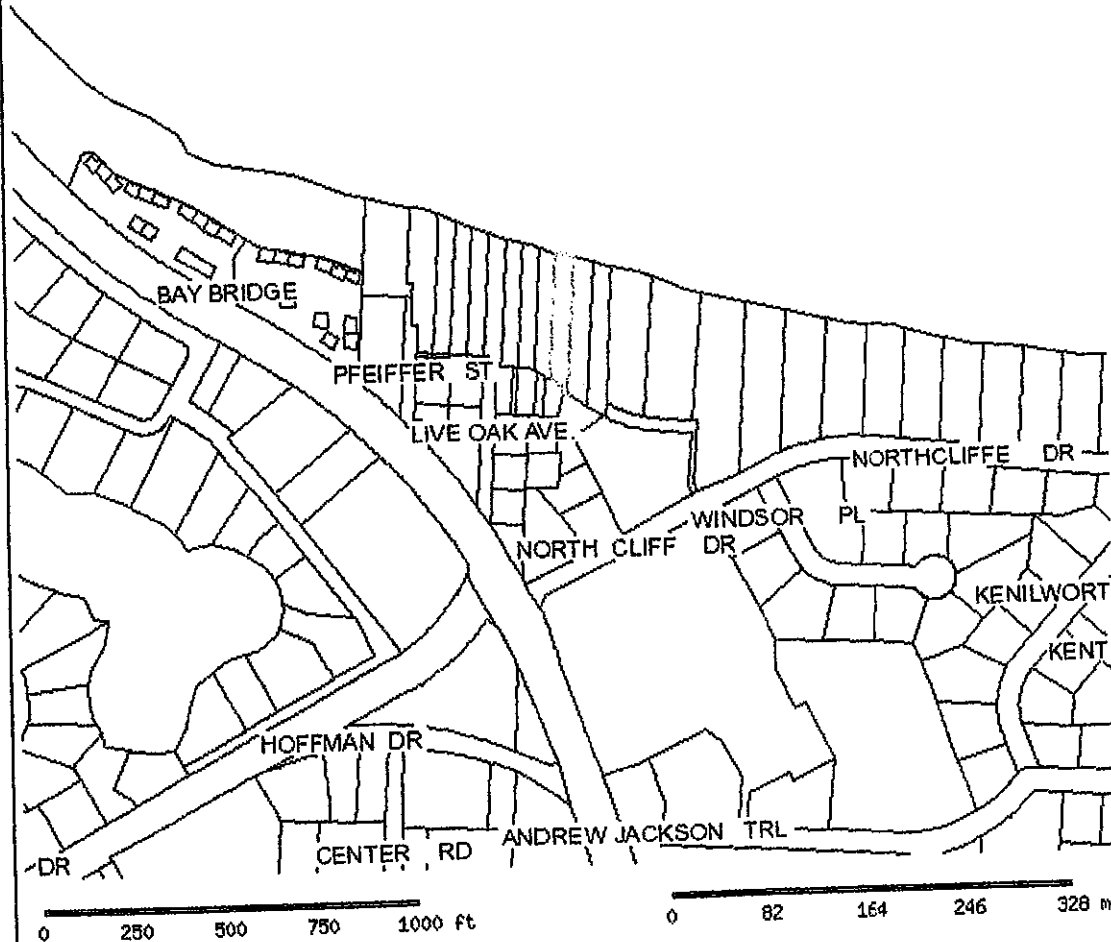 BAY BRIDGE
PFEIFFER ST
LIVE OAK AVE.
NORTHCLIFFE DR
WINDSOR PL
NORTH CLIFF DR
KENILWORT
KENT
HOFFMAN DR
ANDREW JACKSON TRL
CENTER RD
DR
0 250 500 750 1000 ft
0 82 164 246 328 m